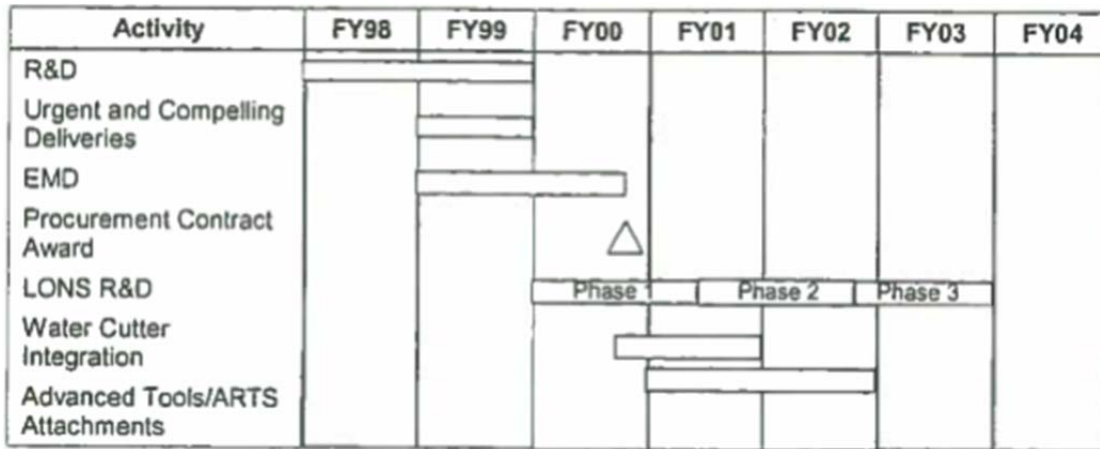 Activity FY98 FY99 FY00 FY01 FY02 FY03 FY04
R&D
Urgent and Compelling
Deliveries
EMD
Procurement Contract
Award
LONS R&D Phase 1 Phase 2 Phase 3
Water Cutter
Integration
Advanced Tools/ARTS
Attachments